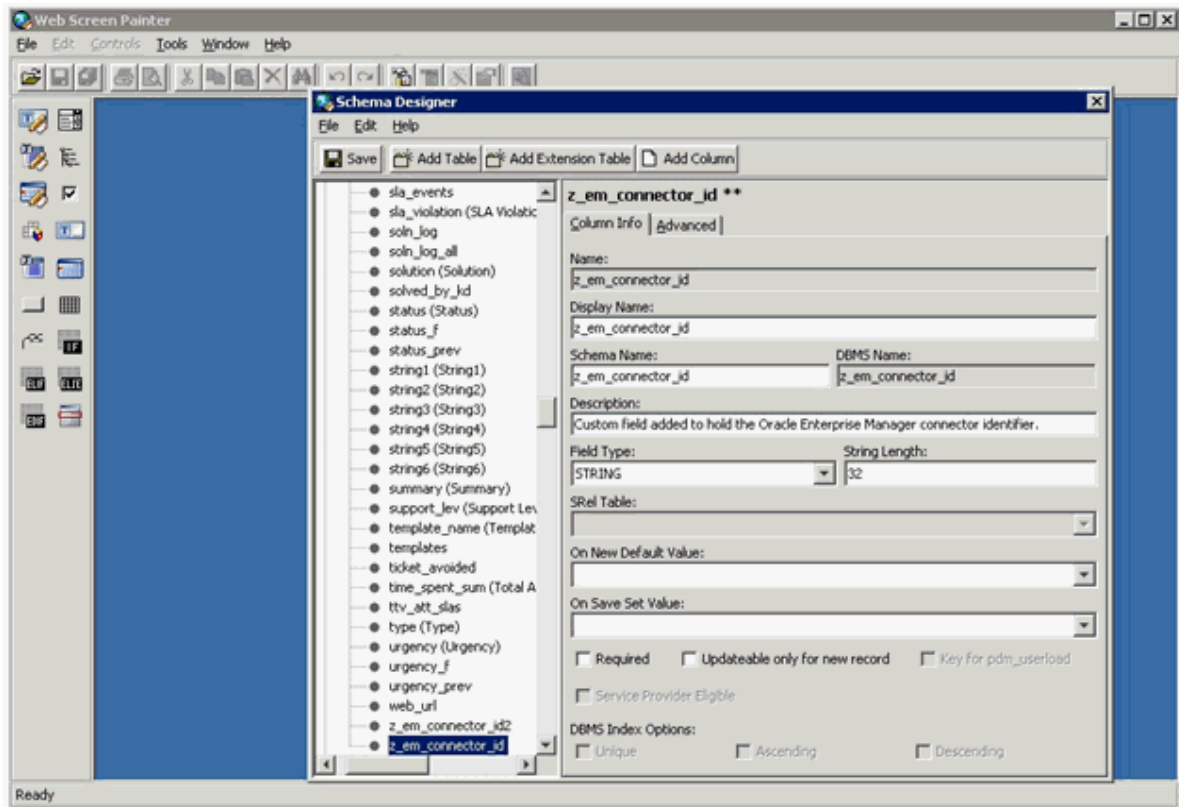 Web Screen Painter
File Edit Controls Tools Window Help
Schema Designer
File Edit Help
Save Add Table Add Extension Table Add Column
sla_events
sla_violation (SLA Violatic
soln_log
soln_log_all
solution (Solution)
solved_by_kd
status (Status)
status_f
status_prev
string1 (String1)
string2 (String2)
string3 (String3)
string4 (String4)
string5 (String5)
string6 (String6)
summary (Summary)
support_lev (Support Lev
template_name (Templat
templates
ticket_avoided
time_spent_sum (Total A
ttv_att_slas
type (Type)
urgency (Urgency)
urgency_f
urgency_prev
web_url
z_em_connector_id2
z_em_connector_id
z_em_connector_id **
Column Info Advanced
Name:
z_em_connector_id
Display Name:
z_em_connector_id
Schema Name: DBMS Name:
z_em_connector_id z_em_connector_id
Description:
Custom field added to hold the Oracle Enterprise Manager connector identifier.
Field Type: String Length:
STRING 32
SRel Table:
On New Default Value:
On Save Set Value:
Required Updateable only for new record Key for pdm_userload
Service Provider Eligible
DBMS Index Options:
Unique Ascending Descending
Ready